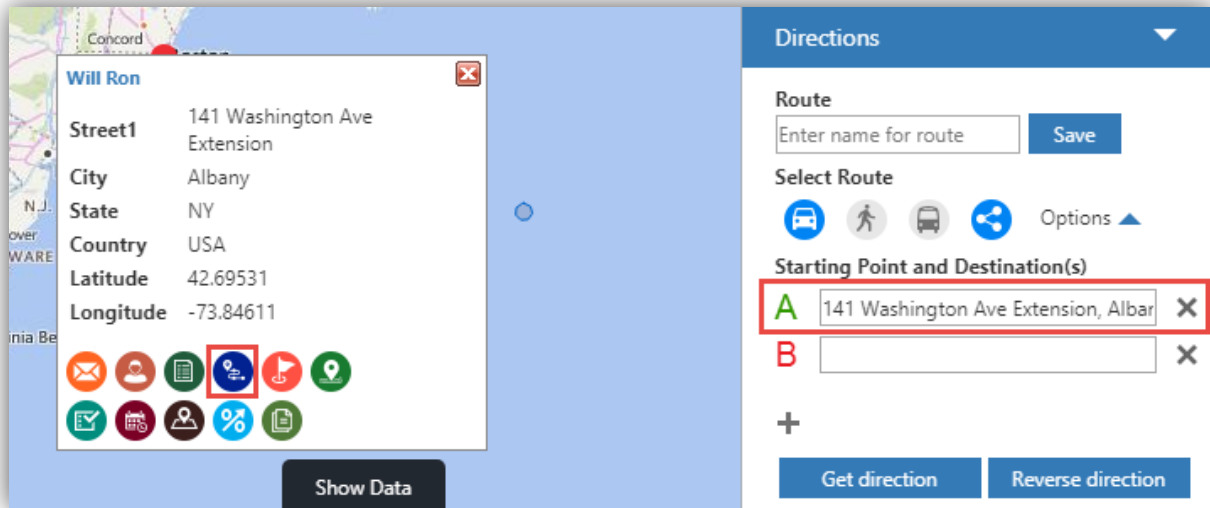 Concord
Will Ron
Street1 141 Washington Ave
Extension
City Albany
State NY
Country USA
Latitude 42.69531
Longitude -73.84611
N.J.
over
WARE
inia Be
Show Data
Directions
Route
Enter name for route Save
Select Route
Options
Starting Point and Destination(s)
A 141 Washington Ave Extension, Albar
B
Get direction Reverse direction